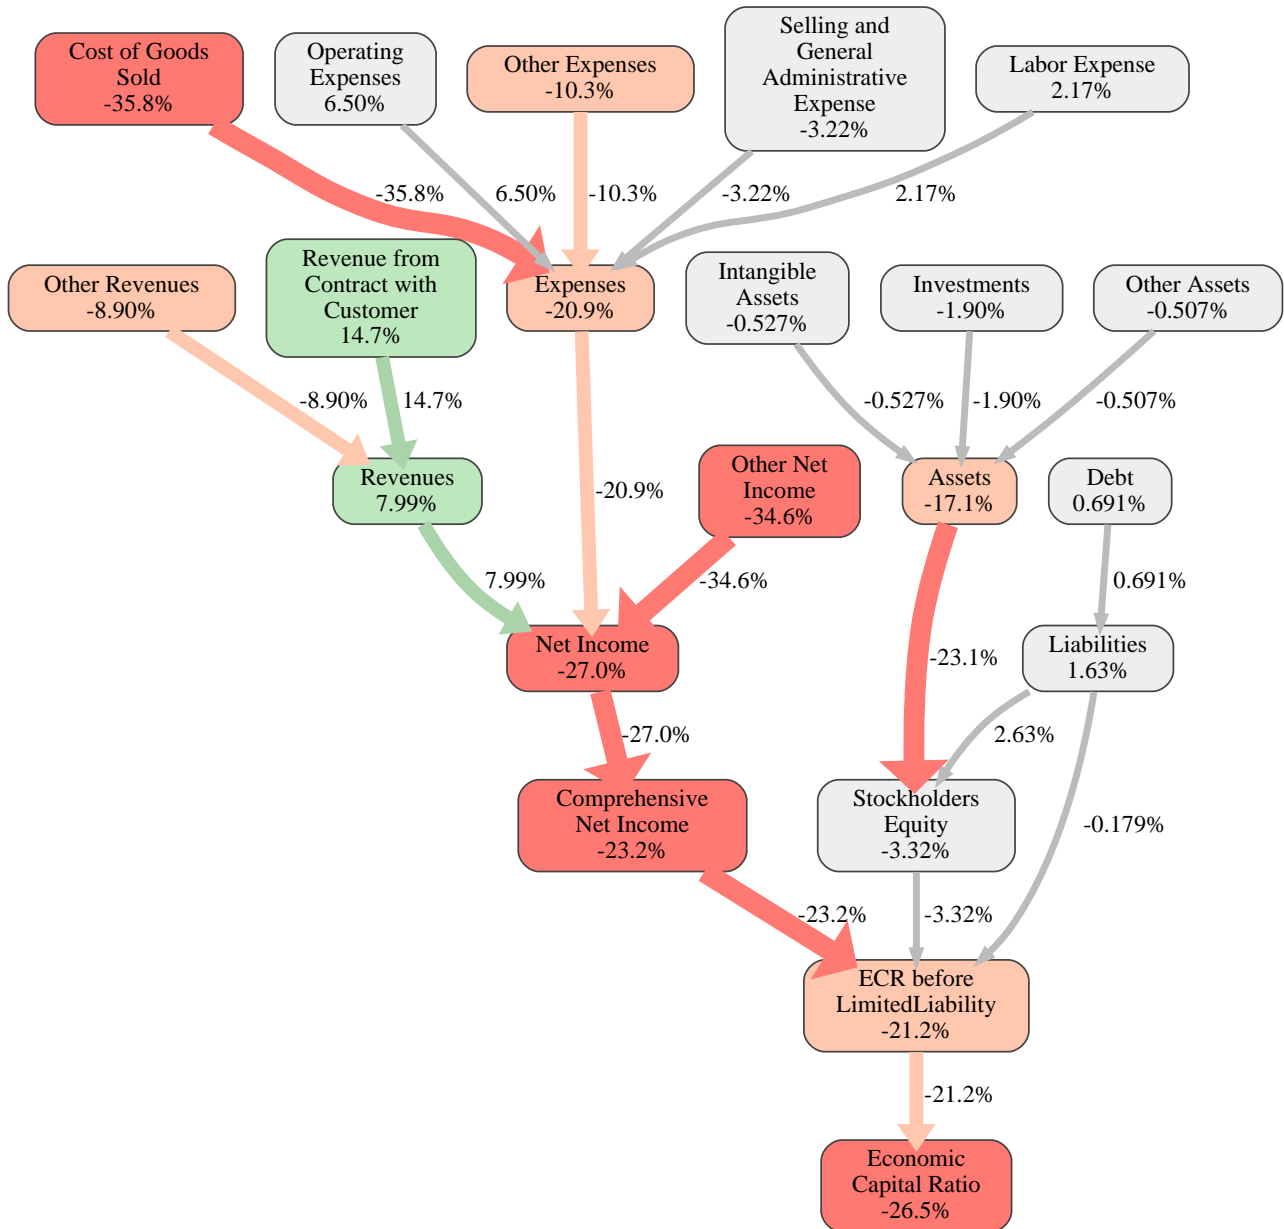 Cost of Goods
Sold
-35.8%
Operating
Expenses
6.50%
Other Expenses
-10.3%
Selling and
General
Administrative
Expense
-3.22%
Labor Expense
2.17%
-35.8%
6.50%
-10.3%
-3.22%
2.17%
Other Revenues
-8.90%
Revenue from
Contract with
Customer
14.7%
Expenses
-20.9%
Intangible
Assets
-0.527%
Investments
-1.90%
Other Assets
-0.507%
-8.90%
14.7%
-0.527%
-1.90%
-0.507%
Revenues
7.99%
-20.9%
Other Net
Income
-34.6%
Assets
-17.1%
Debt
0.691%
7.99%
-34.6%
0.691%
Net Income
-27.0%
-23.1%
Liabilities
1.63%
-27.0%
2.63%
Comprehensive
Net Income
-23.2%
Stockholders
Equity
-3.32%
-0.179%
-23.2%
-3.32%
ECR before
LimitedLiability
-21.2%
-21.2%
Economic
Capital Ratio
-26.5%